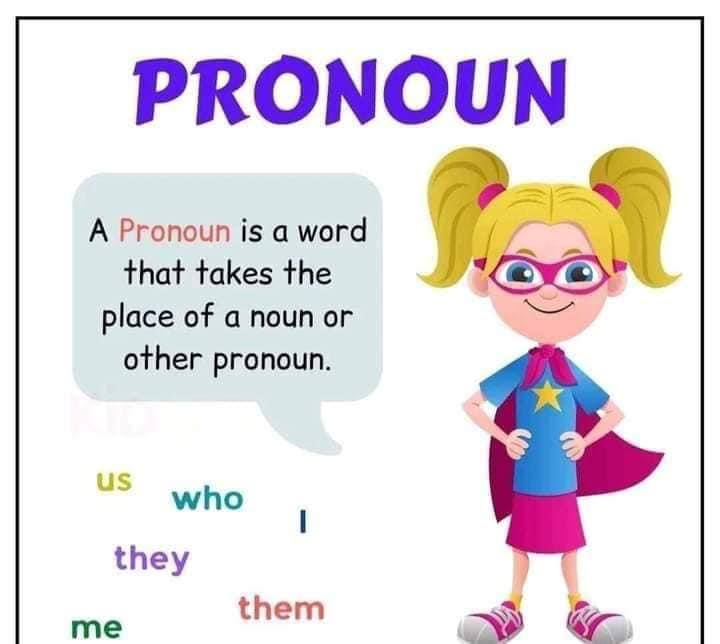 PRONOUN
A Pronoun is a word
that takes the
place of a noun or
other pronoun.
us
who
I
they
them
me